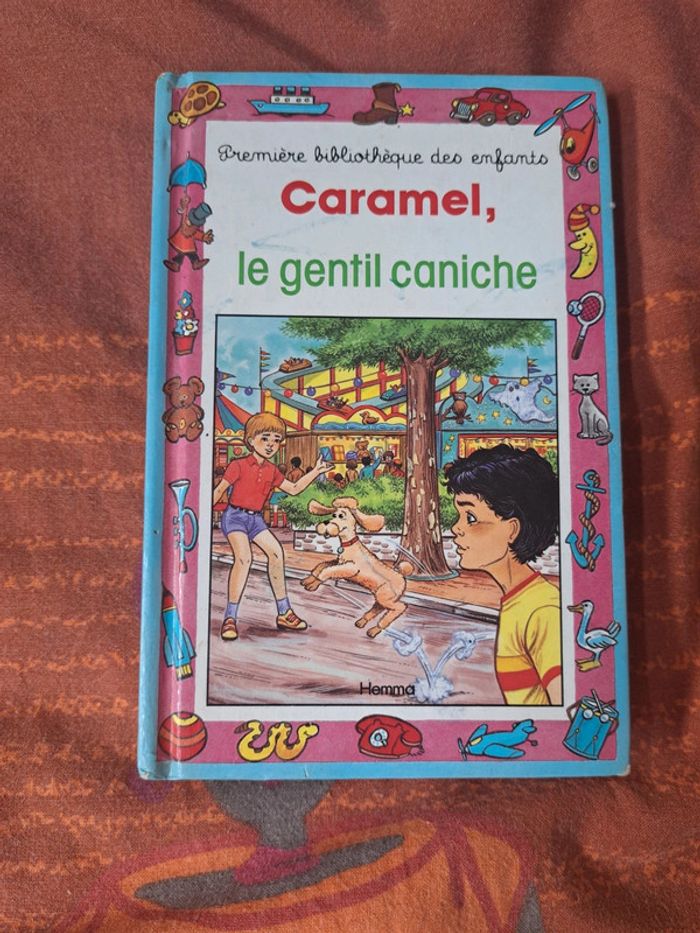 Première bibliothèque des enfants
Caramel,
le gentil caniche
Hemma